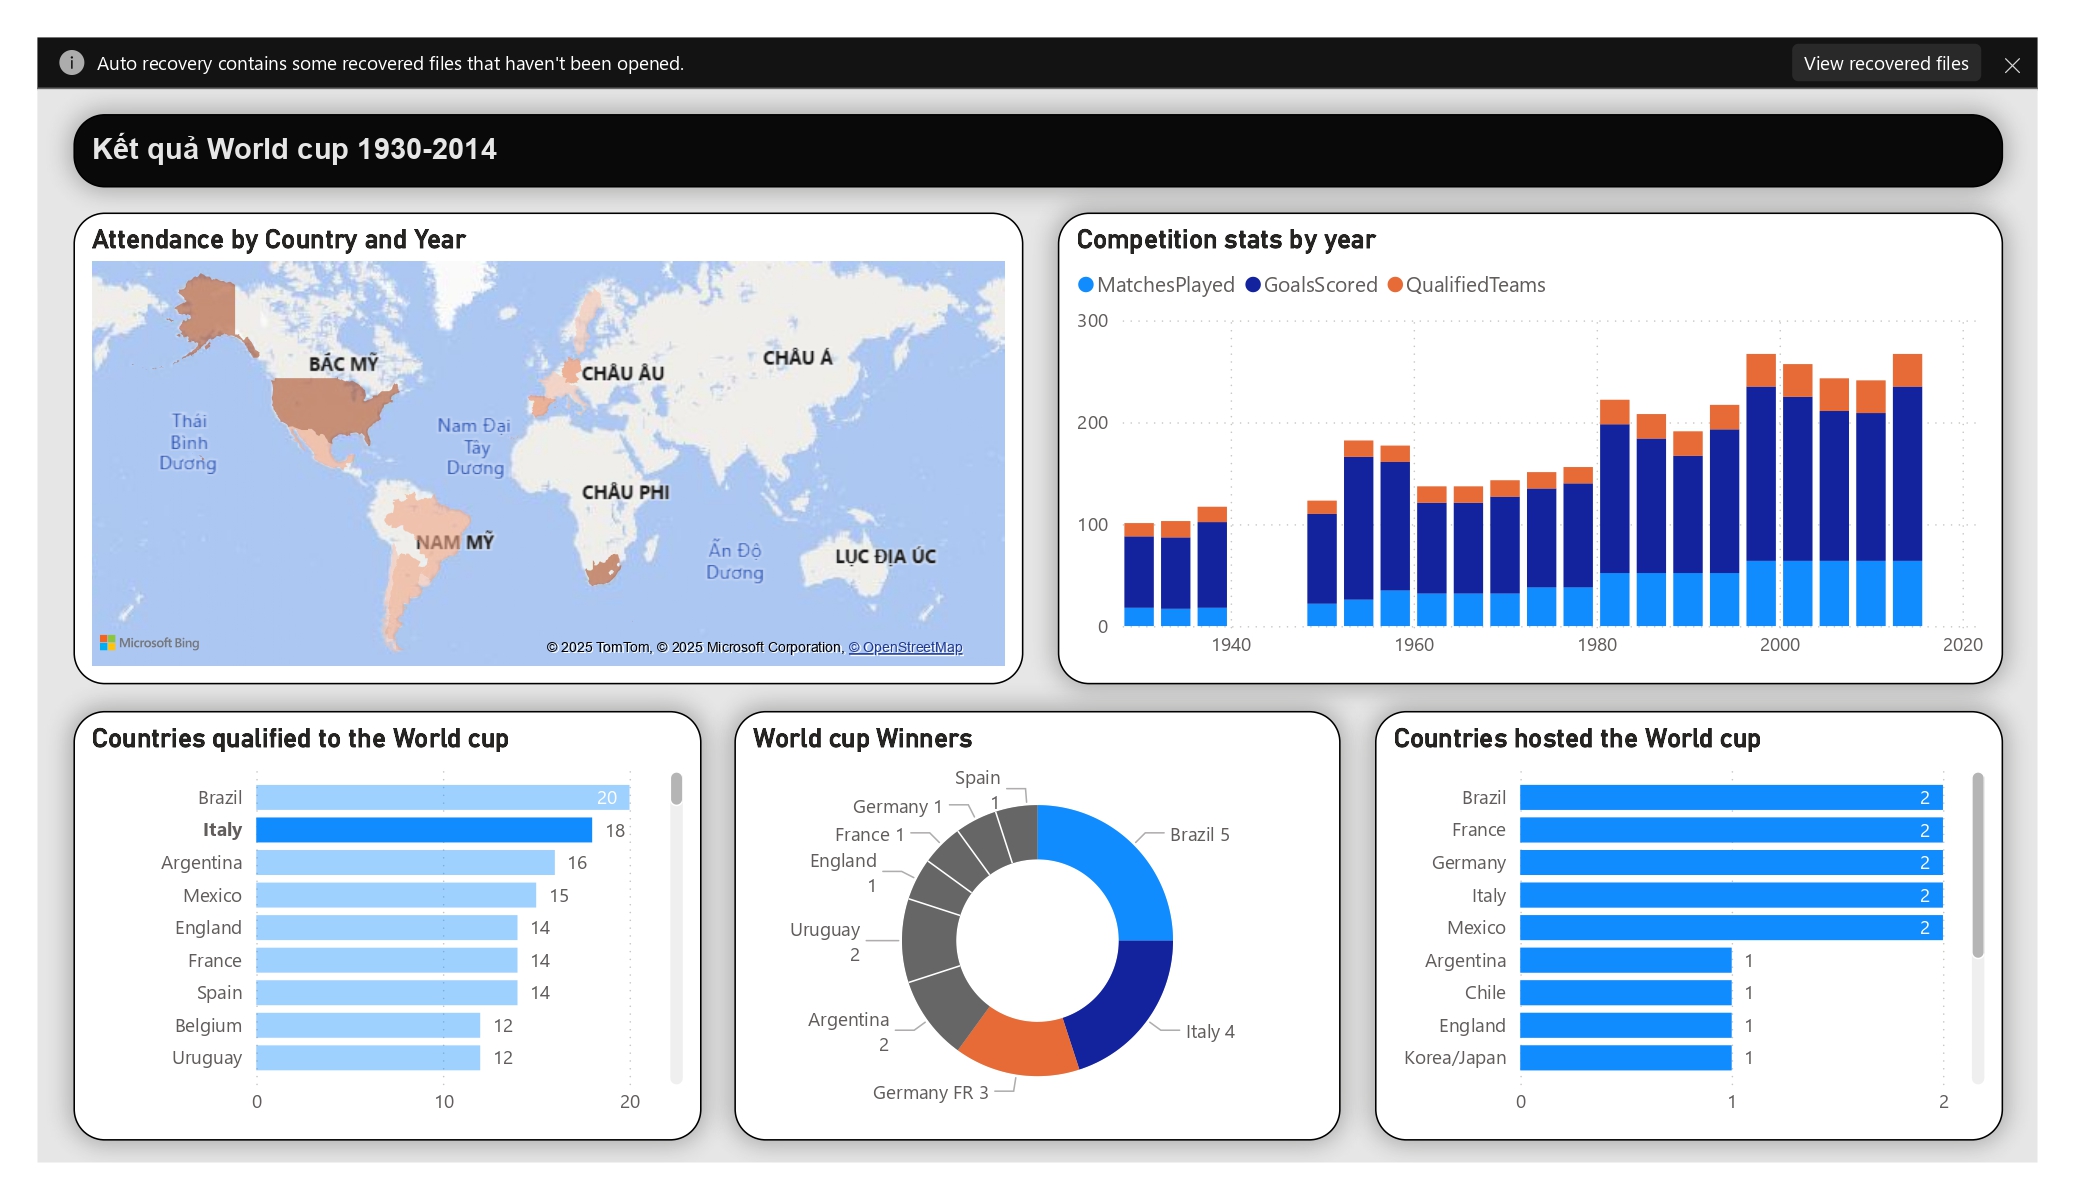 Auto recovery contains some recovered files that haven't been opened.
View recovered files
Kết quả World cup 1930-2014
Attendance by Country and Year
BẮC MỸ
CHÂU ÂU
CHÂU Á
Thái
Bình
Dương
Nam Đại
Tây
Dương
CHÂU PHI
NAM MỸ
Ấn Độ
Dương
LỤC ĐỊA ÚC
Microsoft Bing
© 2025 TomTom, © 2025 Microsoft Corporation, © OpenStreetMap
Competition stats by year
MatchesPlayed GoalsScored QualifiedTeams
300
200
100
0
1940 1960 1980 2000 2020
Countries qualified to the World cup
Brazil 20
Italy 18
Argentina 16
Mexico 15
England 14
France 14
Spain 14
Belgium 12
Uruguay 12
0 10 20
World cup Winners
Spain
1
Germany 1
France 1
England
1
Uruguay
2
Argentina
2
Germany FR 3
Brazil 5
Italy 4
Countries hosted the World cup
Brazil 2
France 2
Germany 2
Italy 2
Mexico 2
Argentina 1
Chile 1
England 1
Korea/Japan 1
0 1 2